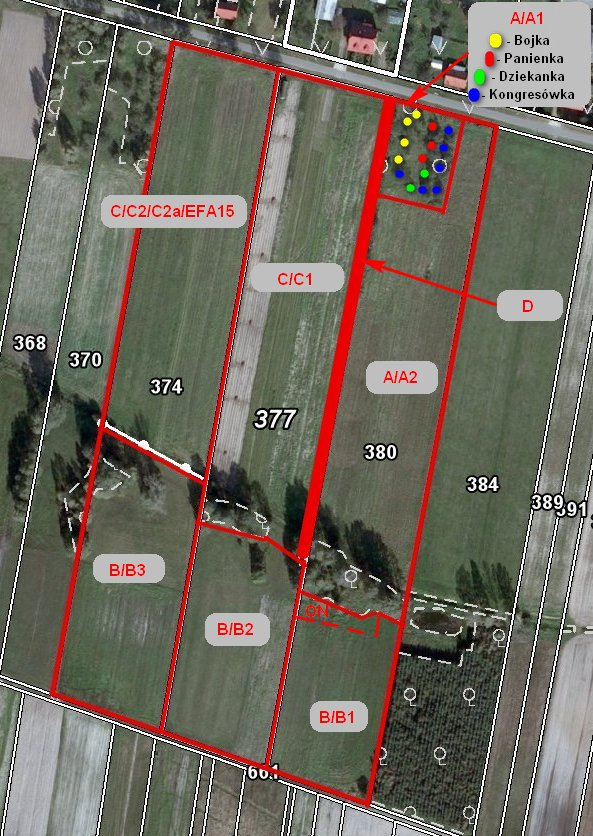 A/A1
- Bojka
- Panienka
- Dziekanka
- Kongresówka
C/C2/C2a/EFA15
C/C1
D
368
370
374
A/A2
377
380
384
389
391
B/B3
ON
B/B2
B/B1
661